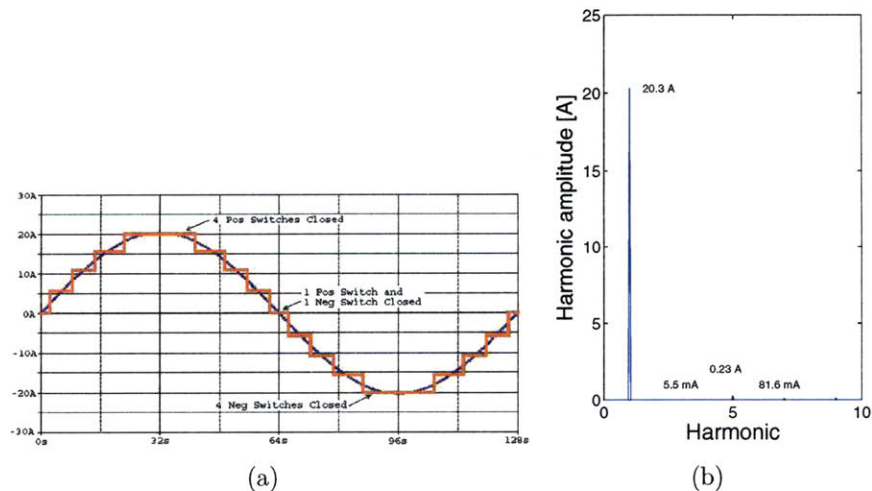 30A
20A
10A
0A
-10A
-20A
-30A
4 Pos Switches Closed
1 Pos Switch and
1 Neg Switch Closed
4 Neg Switches Closed
0s
32s
64s
96s
128s
(a)
25
20
15
10
5
0
Harmonic amplitude [A]
20.3 A
5.5 mA
0.23 A
81.6 mA
0
5
10
Harmonic
(b)